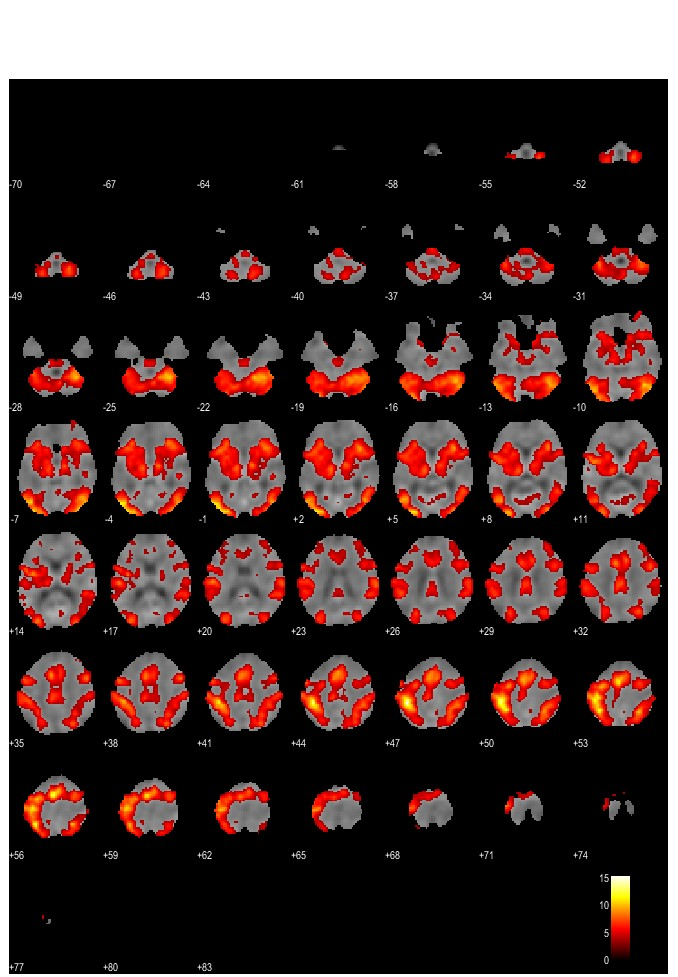 -70 -67 -64 -61 -58 -55 -52
-49 -46 -43 -40 -37 -34 -31
-28 -25 -22 -19 -16 -13 -10
-7 -4 -1 +2 +5 +8 +11
+14 +17 +20 +23 +26 +29 +32
+35 +38 +41 +44 +47 +50 +53
+56 +59 +62 +65 +68 +71 +74
15
10
5
0
+77 +80 +83